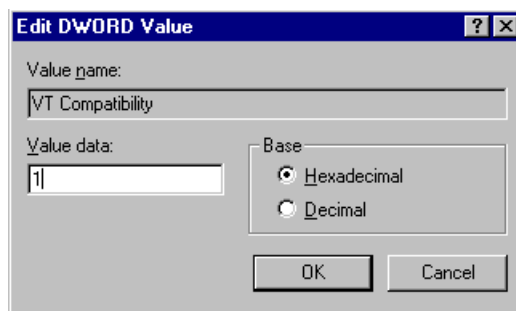 Edit DWORD Value
Value name:
VT Compatibility
Value data:
1
Base
Hexadecimal
Decimal
OK
Cancel